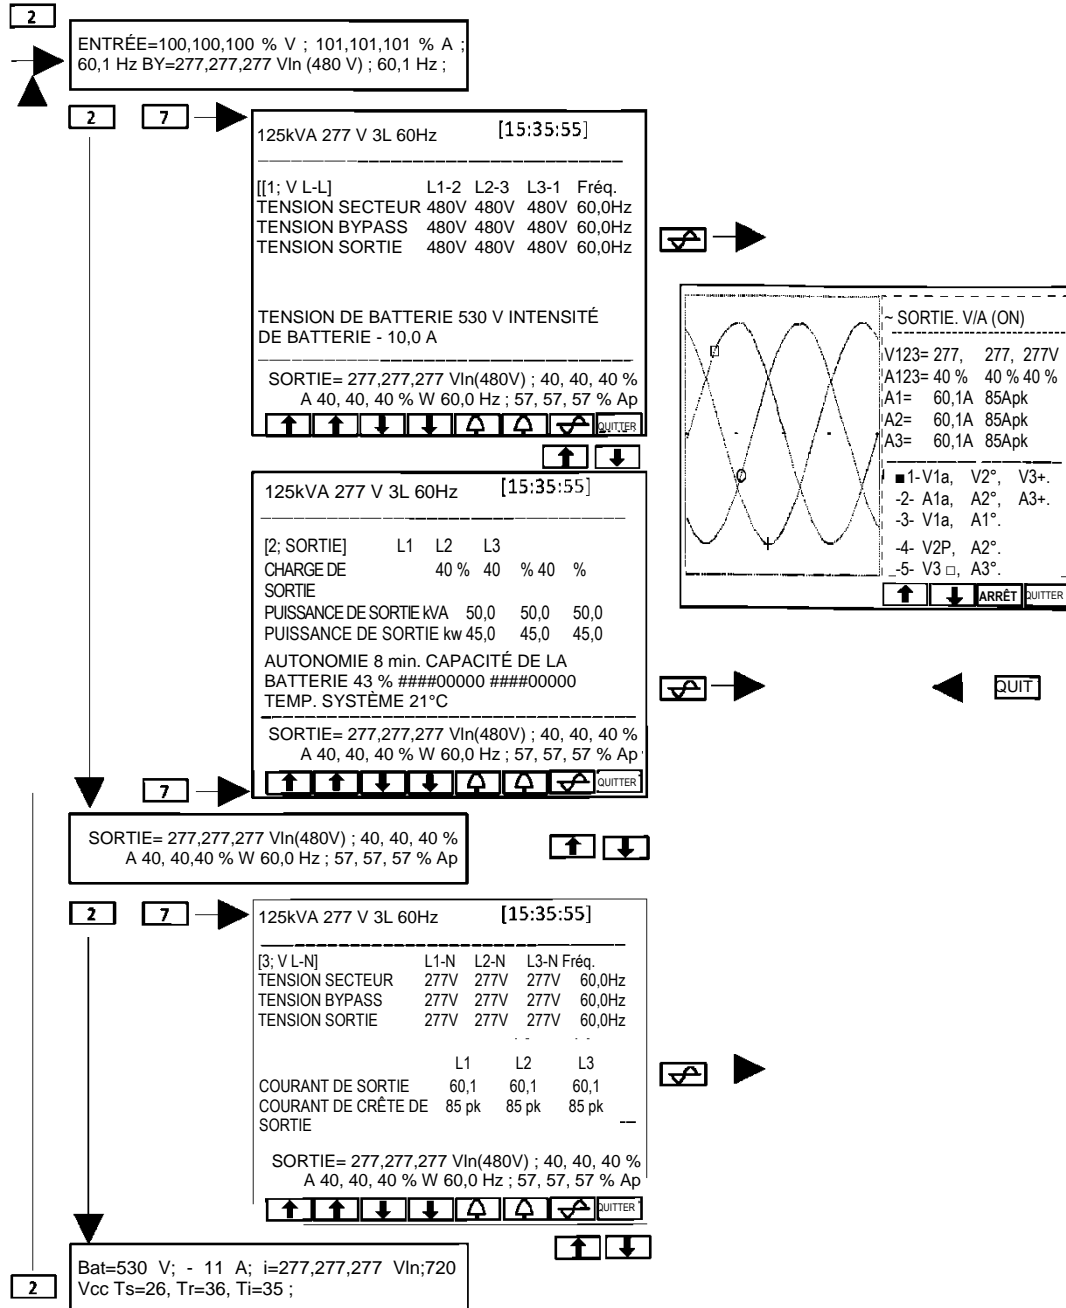 2
ENTRÉE=100,100,100 % V ; 101,101,101 % A ;
60,1 Hz BY=277,277,277 Vln (480 V) ; 60,1 Hz ;
2 7
125kVA 277 V 3L 60Hz [15:35:55]
[[1; V L-L] L1-2 L2-3 L3-1 Fréq.
TENSION SECTEUR 480V 480V 480V 60,0Hz
TENSION BYPASS 480V 480V 480V 60,0Hz
TENSION SORTIE 480V 480V 480V 60,0Hz
TENSION DE BATTERIE 530 V INTENSITÉ
DE BATTERIE - 10,0 A
SORTIE= 277,277,277 Vln(480V) ; 40, 40, 40 %
A 40, 40, 40 % W 60,0 Hz ; 57, 57, 57 % Ap
QUITTER
~ SORTIE. V/A (ON)
V123= 277, 277, 277V
A123= 40 % 40 % 40 %
A1= 60,1A 85Apk
A2= 60,1A 85Apk
A3= 60,1A 85Apk
■1- V1a, V2°, V3+.
-2- A1a, A2°, A3+.
-3- V1a, A1°.
-4- V2P, A2°.
-5- V3 □, A3°.
ARRÊT QUITTER
125kVA 277 V 3L 60Hz [15:35:55]
[2; SORTIE] L1 L2 L3
CHARGE DE 40 % 40 % 40 %
SORTIE
PUISSANCE DE SORTIE kVA 50,0 50,0 50,0
PUISSANCE DE SORTIE kw 45,0 45,0 45,0
AUTONOMIE 8 min. CAPACITÉ DE LA
BATTERIE 43 % ####00000 ####00000
TEMP. SYSTÈME 21°C
SORTIE= 277,277,277 Vln(480V) ; 40, 40, 40 %
A 40, 40, 40 % W 60,0 Hz ; 57, 57, 57 % Ap
QUITTER
QUIT
7
SORTIE= 277,277,277 Vln(480V) ; 40, 40, 40 %
A 40, 40,40 % W 60,0 Hz ; 57, 57, 57 % Ap
2 7
125kVA 277 V 3L 60Hz [15:35:55]
[3; V L-N] L1-N L2-N L3-N Fréq.
TENSION SECTEUR 277V 277V 277V 60,0Hz
TENSION BYPASS 277V 277V 277V 60,0Hz
TENSION SORTIE 277V 277V 277V 60,0Hz
L1 L2 L3
COURANT DE SORTIE 60,1 60,1 60,1
COURANT DE CRÊTE DE 85 pk 85 pk 85 pk
SORTIE
SORTIE= 277,277,277 Vln(480V) ; 40, 40, 40 %
A 40, 40, 40 % W 60,0 Hz ; 57, 57, 57 % Ap
QUITTER
Bat=530 V; - 11 A; i=277,277,277 Vln;720
Vcc Ts=26, Tr=36, Ti=35 ;
2